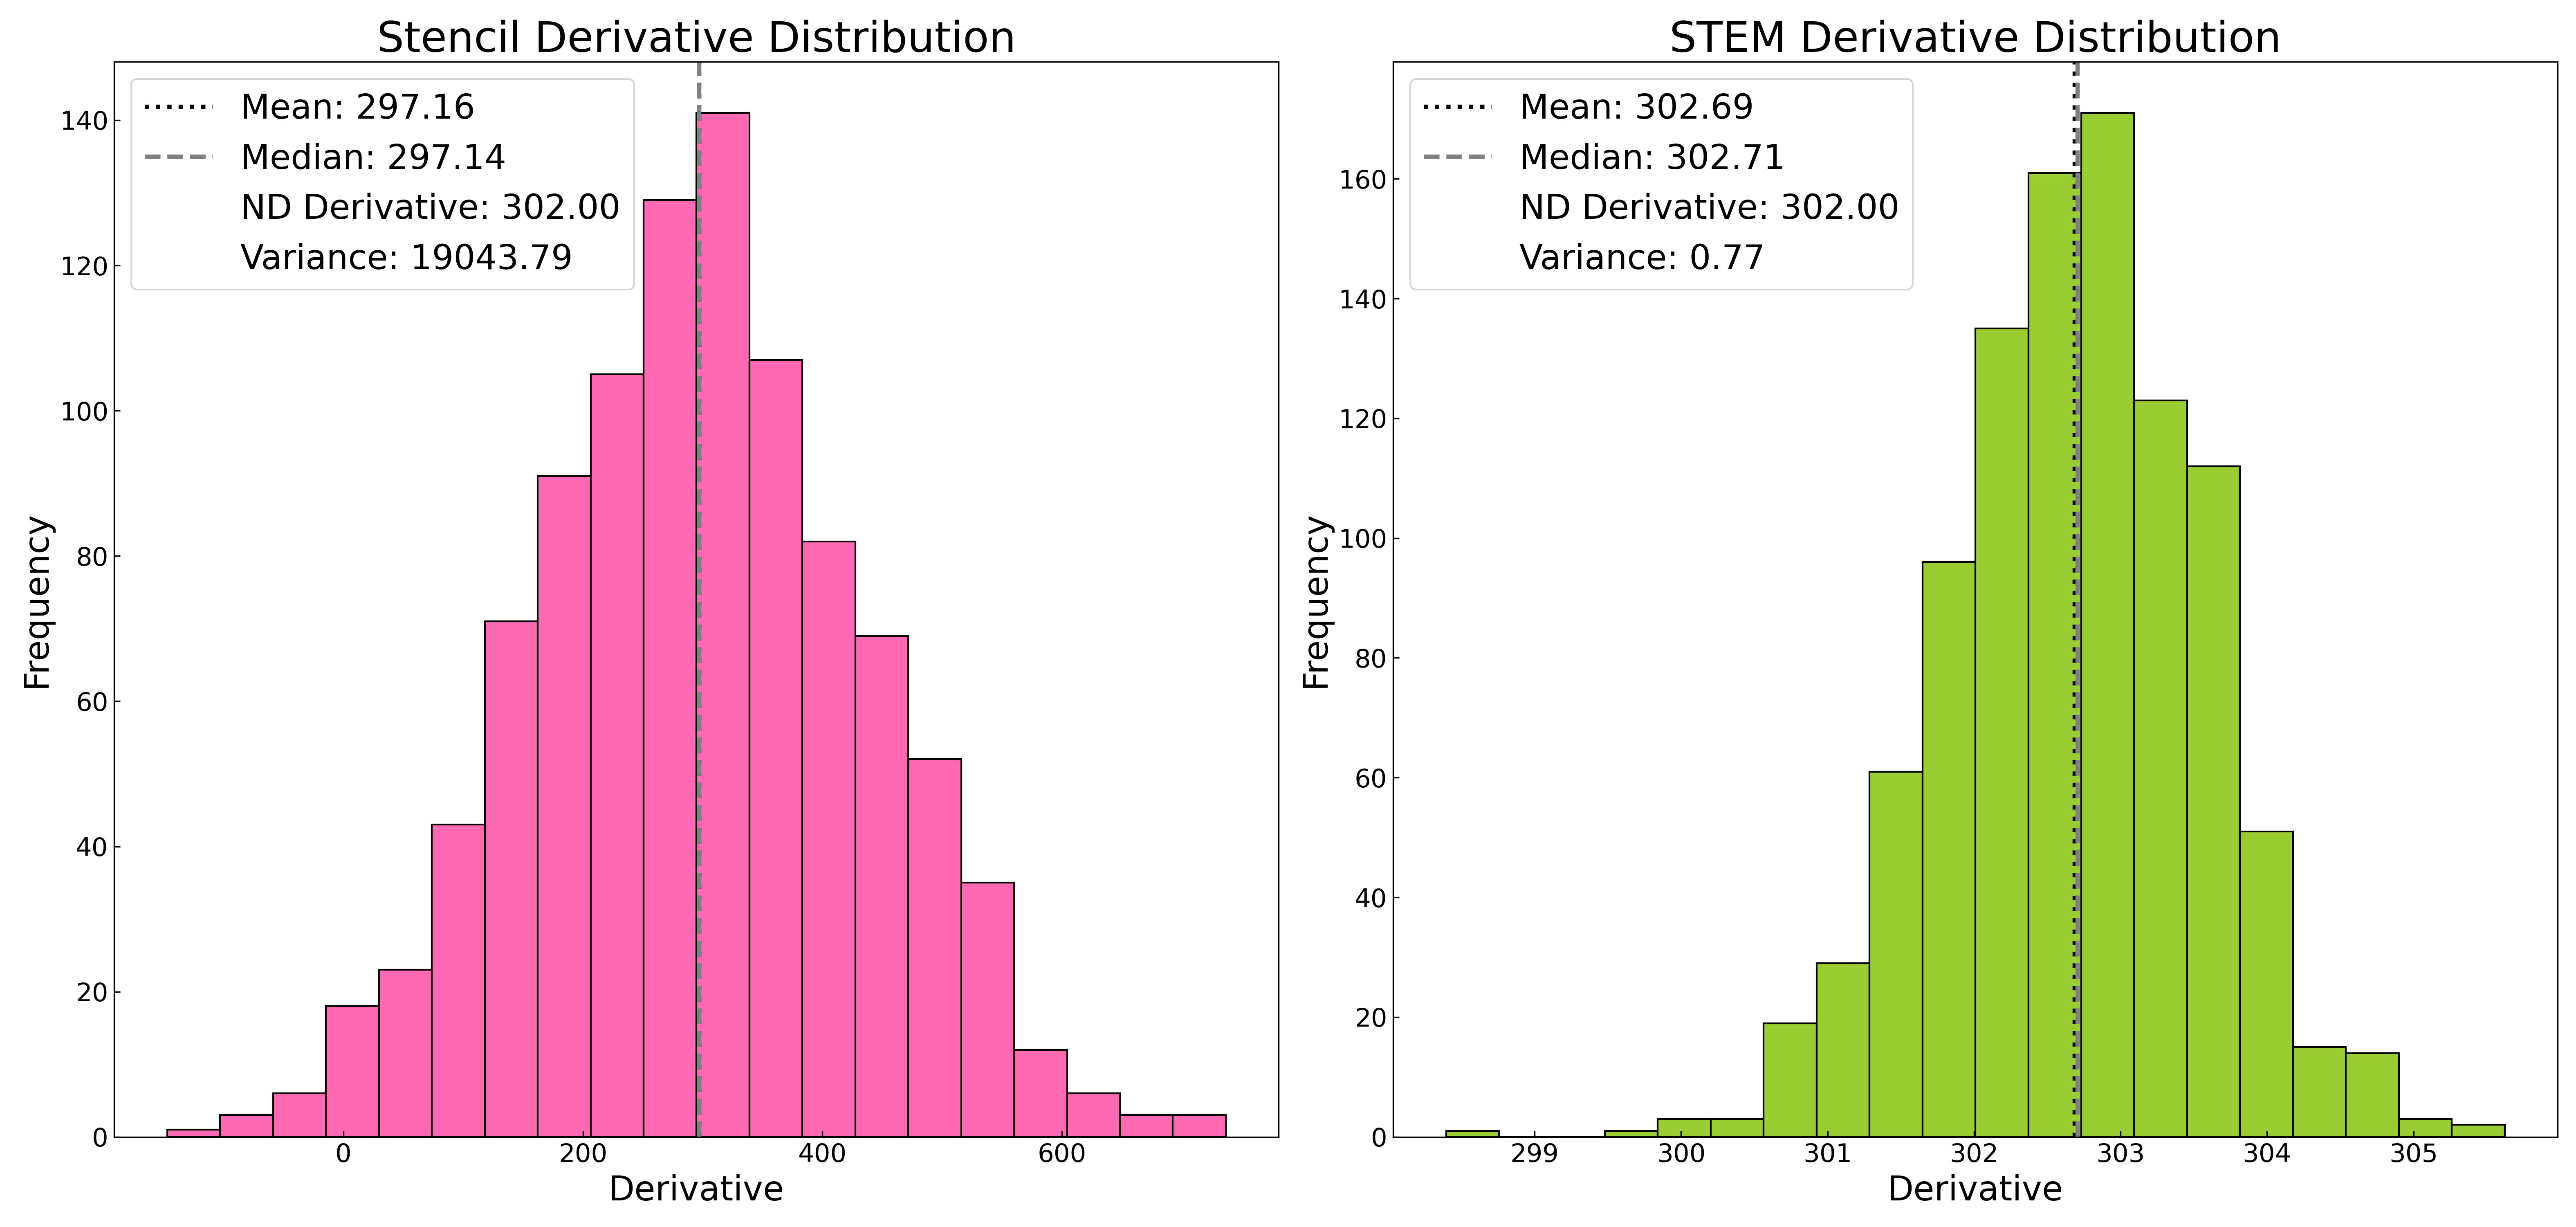 Stencil Derivative Distribution
Mean: 297.16
Median: 297.14
ND Derivative: 302.00
Variance: 19043.79
Frequency
140
120
100
80
60
40
20
0
0 200 400 600
Derivative
STEM Derivative Distribution
Mean: 302.69
Median: 302.71
ND Derivative: 302.00
Variance: 0.77
Frequency
160
140
120
100
80
60
40
20
0
299 300 301 302 303 304 305
Derivative